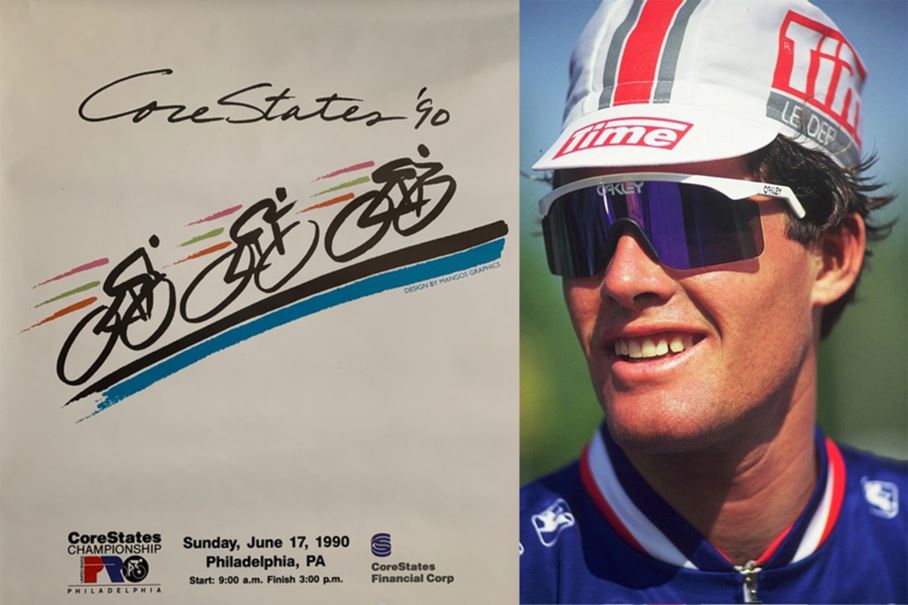 CoreStates '90
DESIGN BY MANGOS GRAPHICS
CoreStates
CHAMPIONSHIP
PRO
PHILADELPHIA
Sunday, June 17, 1990
Philadelphia, PA
Start: 9:00 a.m. Finish 3:00 p.m.
CoreStates
Financial Corp
Time
LE DER
Time
OAKLEY
OAKLEY